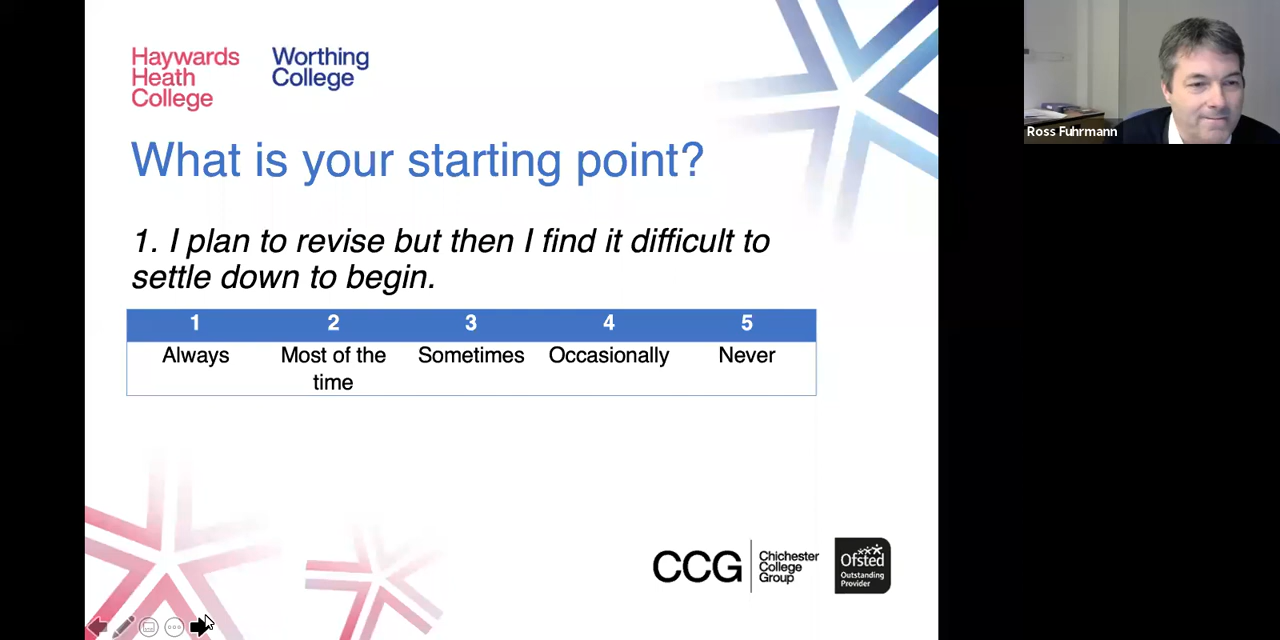 Haywards
Heath
College
Worthing
College
What is your starting point?
1. I plan to revise but then I find it difficult to
settle down to begin.
1 2 3 4 5
Always Most of the time Sometimes Occasionally Never
CCG
Chichester
College
Group
Ofsted
Outstanding
Provider
Ross Fuhrmann